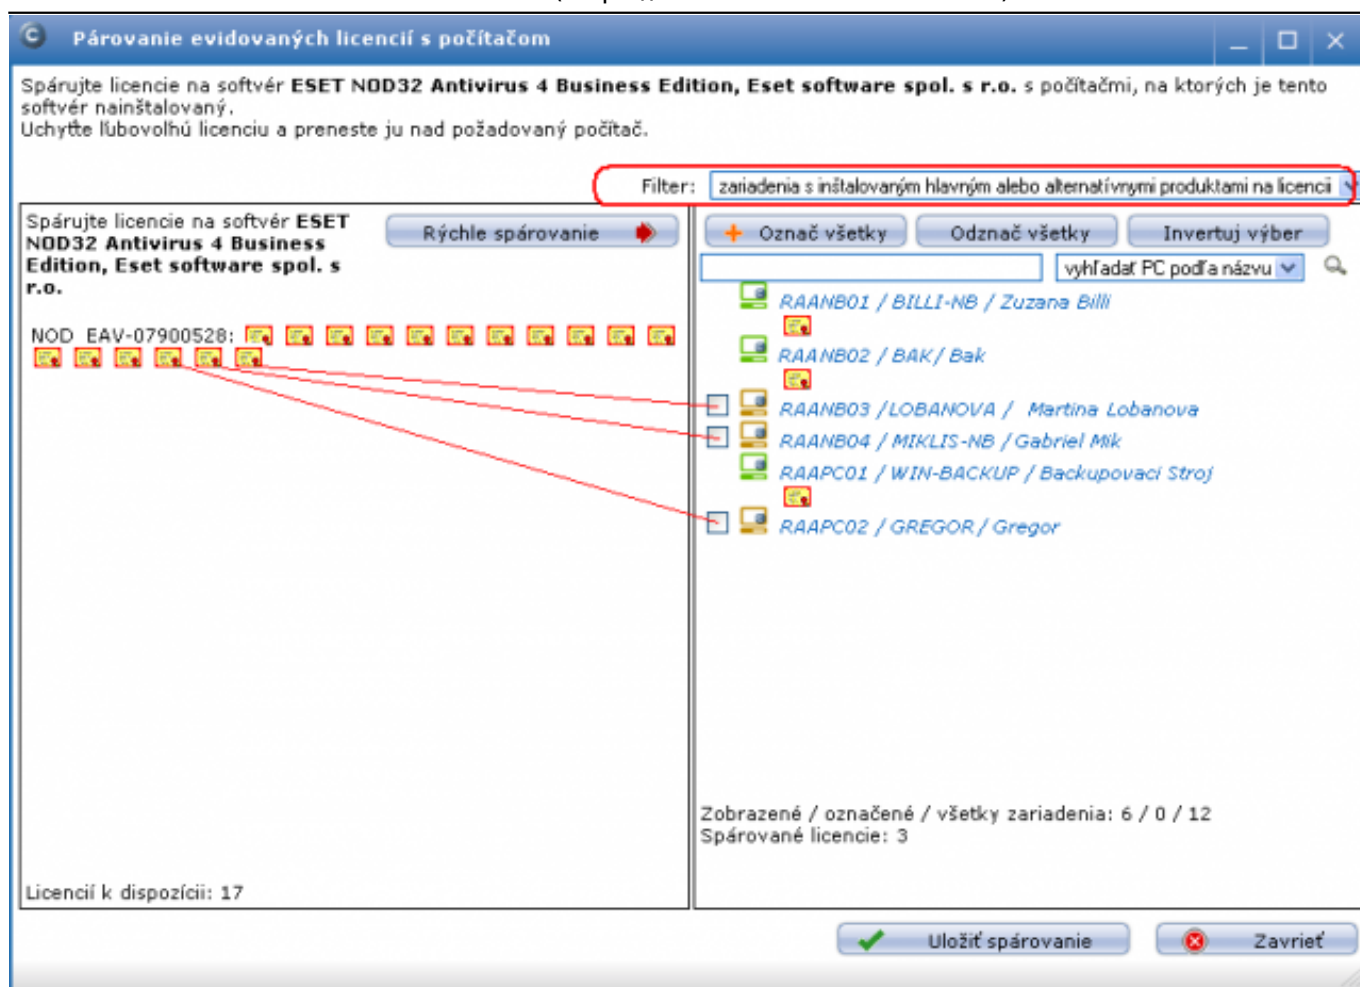 Párovanie evidovaných licencií s počítačom
Spárujte licencie na softvér ESET NOD32 Antivirus 4 Business Edition, Eset software spol. s r.o. s počítačmi, na ktorých je tento
softvér nainštalovaný.
Uchyťte ľubovoľnú licenciu a preneste ju nad požadovaný počítač.
Filter: zariadenia s inštalovaným hlavným alebo alternatívnymi produktami na licencii
Spárujte licencie na softvér ESET
NOD32 Antivirus 4 Business
Edition, Eset software spol. s
r.o.
Rýchle spárovanie
NOD EAV-07900528:
Licencií k dispozícii: 17
Označ všetky Odznač všetky Invertuj výber
vyhľadať PC podľa názvu
RAANB01 / BILLI-NB / Zuzana Billi
RAANB02 / BAK/ Bak
RAANB03 /LOBANOVA / Martina Lobanova
RAANB04 / MIKLIS-NB / Gabriel Mik
RAAPC01 / WIN-BACKUP / Backupovaci Stroj
RAAPC02 / GREGOR/ Gregor
Zobrazené / označené / všetky zariadenia: 6 / 0 / 12
Spárované licencie: 3
Uložiť spárovanie Zavrieť